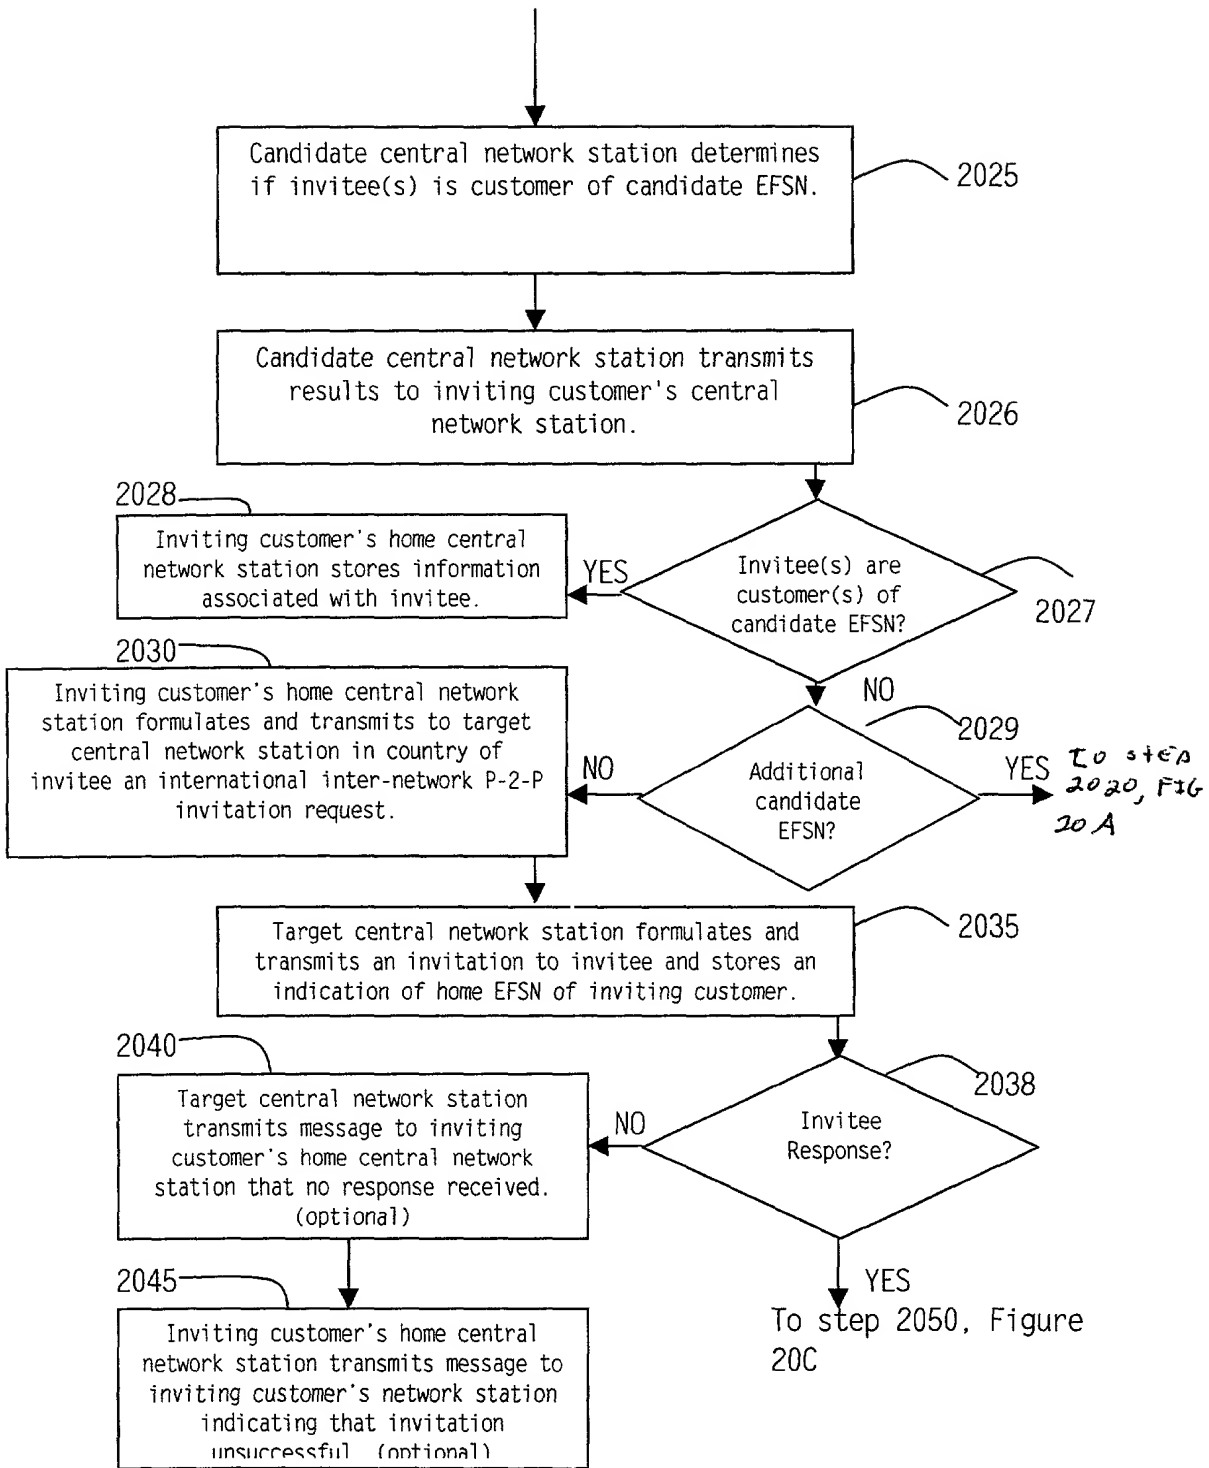 Candidate central network station determines
if invitee(s) is customer of candidate EFSN.
2025
Candidate central network station transmits
results to inviting customer's central
network station.
2026
2028
Inviting customer's home central
network station stores information
associated with invitee.
YES
Invitee(s) are
customer(s) of
candidate EFSN?
2027
2030
Inviting customer's home central network
station formulates and transmits to target
central network station in country of
invitee an international inter-network P-2-P
invitation request.
NO
NO
2029
Additional
candidate
EFSN?
YES
to step
2020, FIG
20A
Target central network station formulates and
transmits an invitation to invitee and stores an
indication of home EFSN of inviting customer.
2035
2040
Target central network station
transmits message to inviting
customer's home central network
station that no response received.
(optional)
NO
Invitee
Response?
2038
2045
Inviting customer's home central
network station transmits message to
inviting customer's network station
indicating that invitation
unsuccessful (optional)
YES
To step 2050, Figure
20C